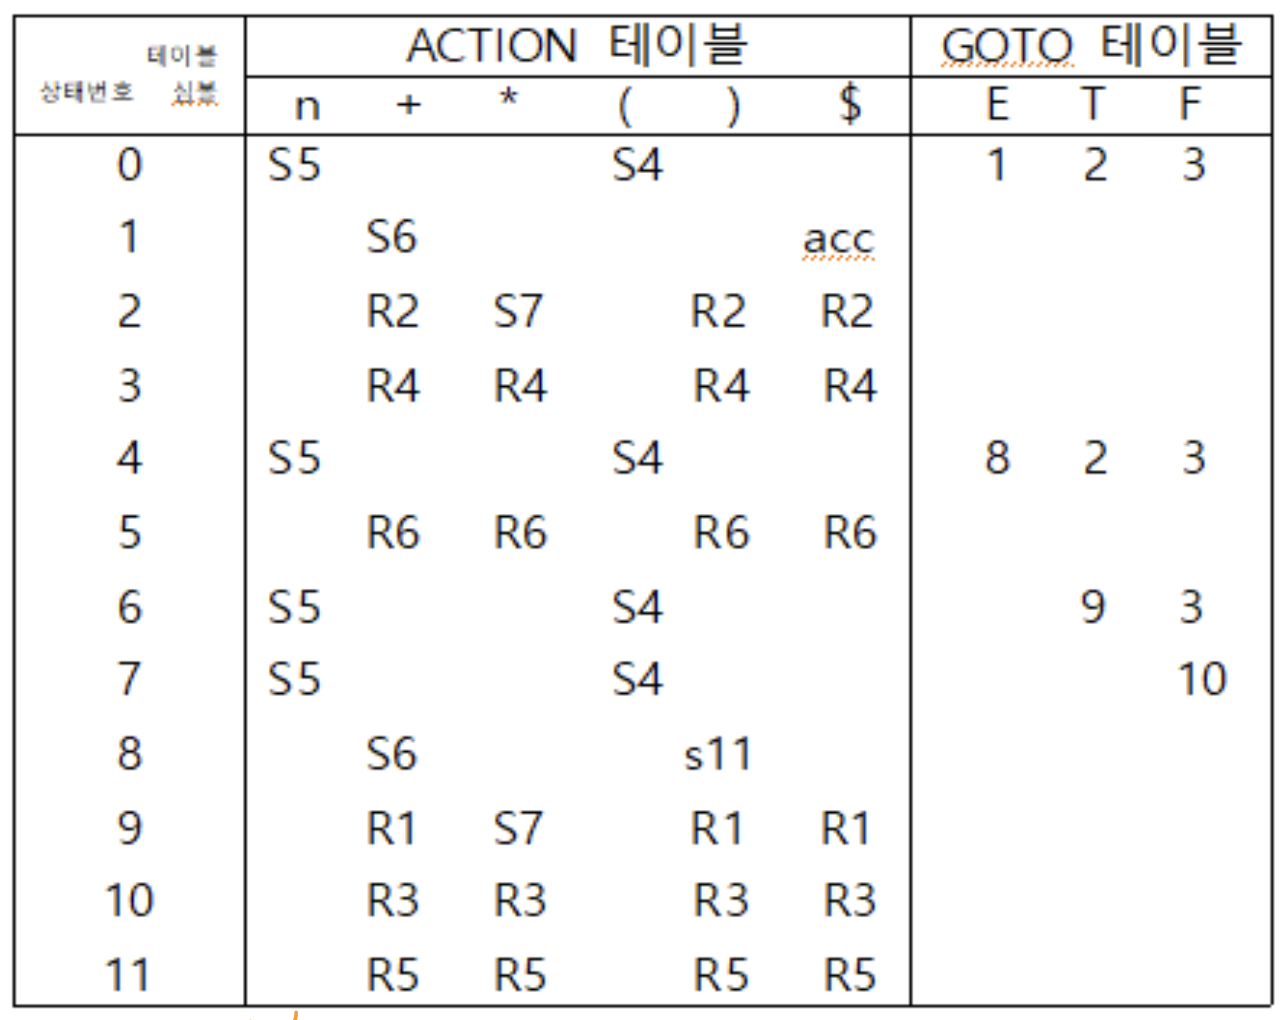 테이블 ACTION 테이블 GOTO 테이블
상태번호 심볼 n + * ( ) $ E T F
0 S5 S4 1 2 3
1 S6 acc
2 R2 S7 R2 R2
3 R4 R4 R4 R4
4 S5 S4 8 2 3
5 R6 R6 R6 R6
6 S5 S4 9 3
7 S5 S4 10
8 S6 s11
9 R1 S7 R1 R1
10 R3 R3 R3 R3
11 R5 R5 R5 R5